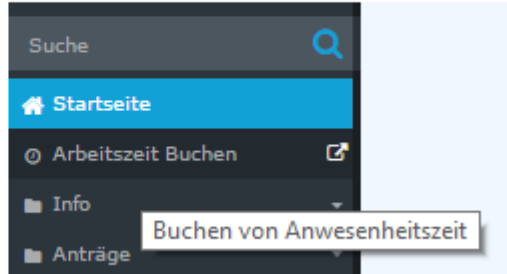 Suche
Startseite
Arbeitszeit Buchen
Info
Buchen von Anwesenheitszeit
Anträge